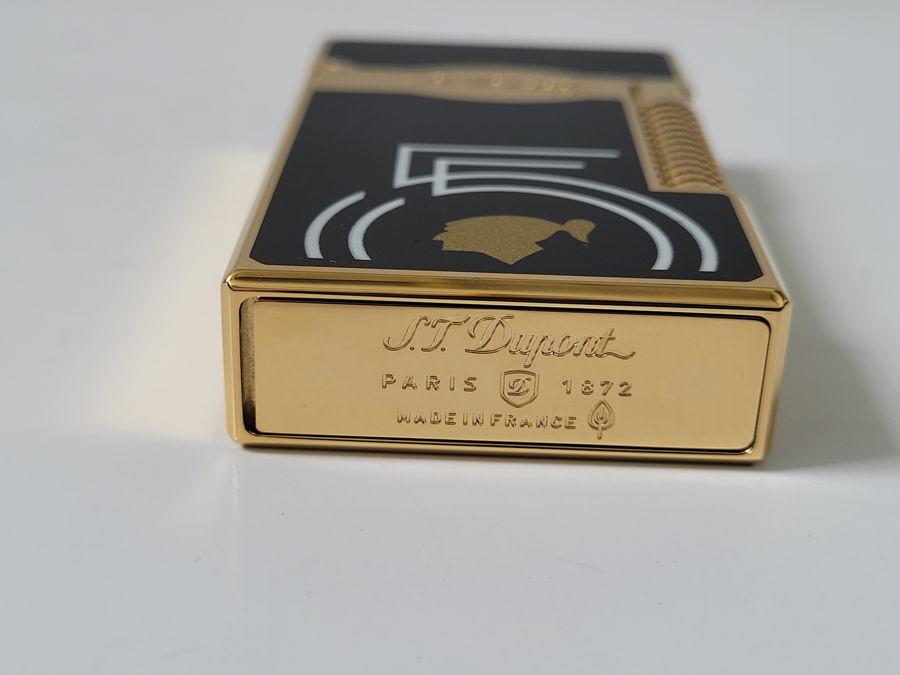 S.T. Dupont
PARIS D 1872
MADE IN FRANCE